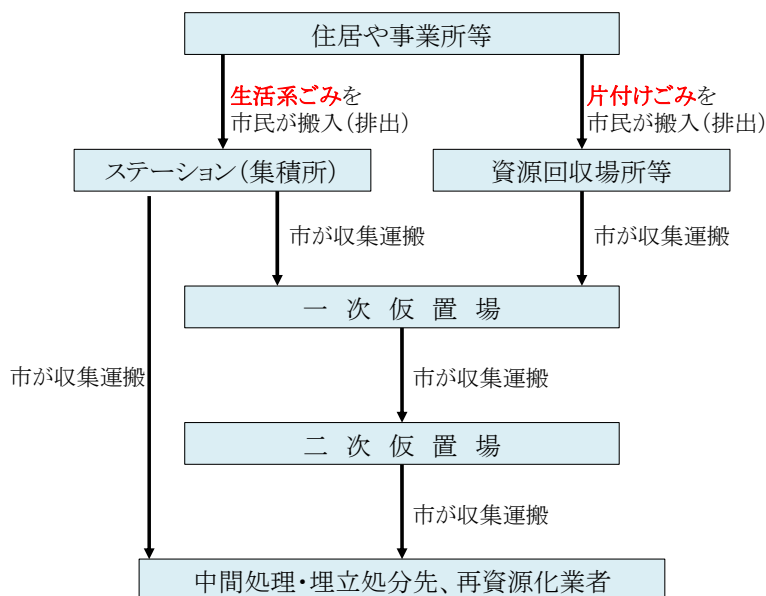 住居や事業所等
生活系ごみを
市民が搬入(排出)
片付けごみを
市民が搬入(排出)
ステーション(集積所)
資源回収場所等
市が収集運搬
市が収集運搬
一次仮置場
市が収集運搬
市が収集運搬
二次仮置場
市が収集運搬
中間処理・埋立処分先、再資源化業者